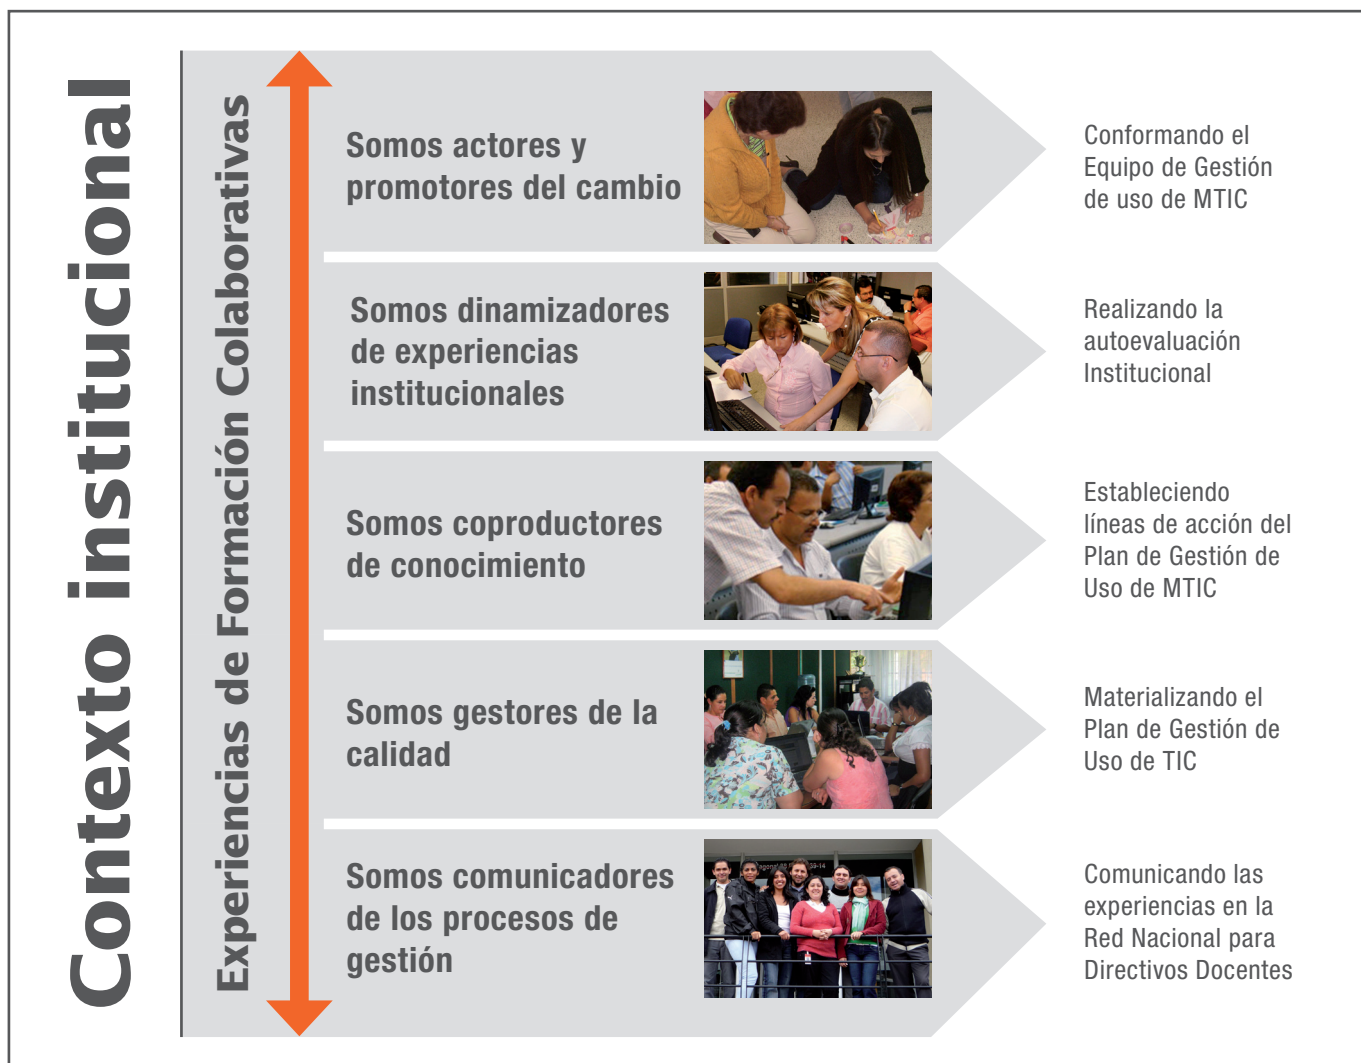 Contexto institucional
Experiencias de Formación Colaborativas
Somos actores y
promotores del cambio
Conformando el
Equipo de Gestión
de uso de MTIC
Somos dinamizadores
de experiencias
institucionales
Realizando la
autoevaluación
Institucional
Somos coproductores
de conocimiento
Estableciendo
líneas de acción del
Plan de Gestión de
Uso de MTIC
Somos gestores de la
calidad
Materializando el
Plan de Gestión de
Uso de TIC
Somos comunicadores
de los procesos de
gestión
Comunicando las
experiencias en la
Red Nacional para
Directivos Docentes